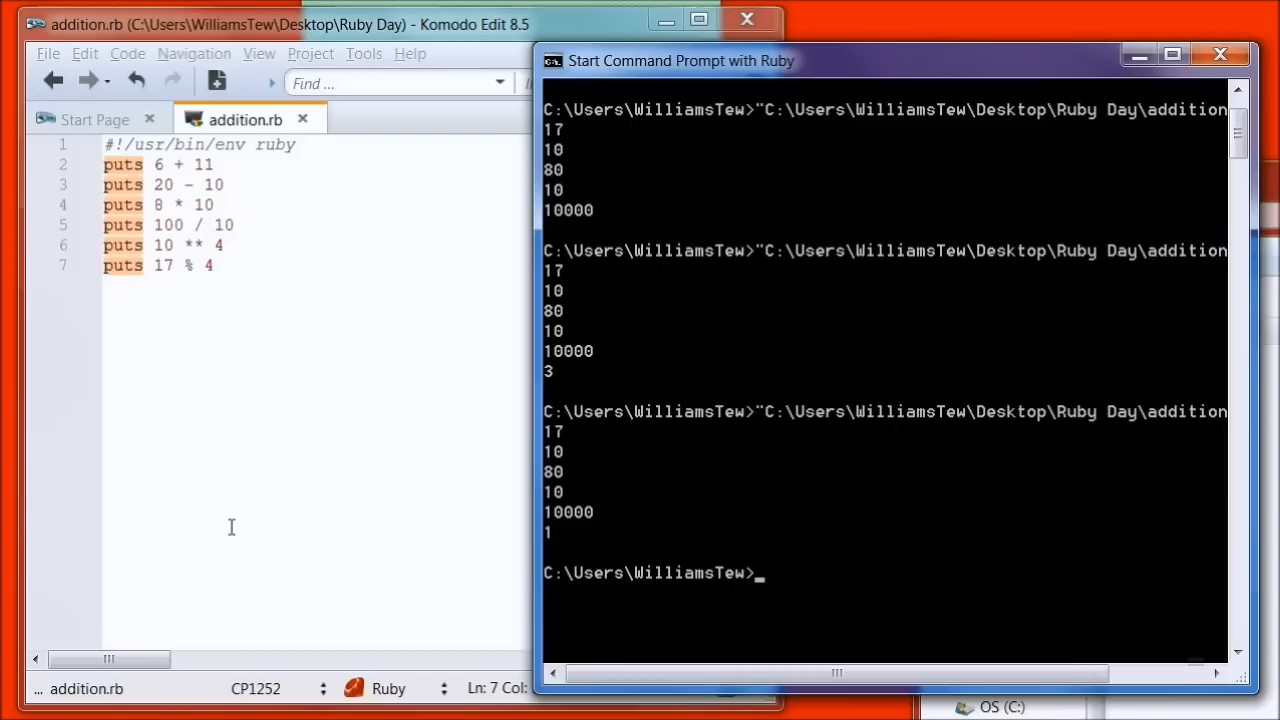 addition.rb (C:\Users\WilliamsTew\Desktop\Ruby Day) - Komodo Edit 8.5
File Edit Code Navigation View Project Tools Help
Find ...
Start Page
addition.rb
1 #!/usr/bin/env ruby
2 puts 6 + 11
3 puts 20 - 10
4 puts 8 * 10
5 puts 100 / 10
6 puts 10 ** 4
7 puts 17 % 4
... addition.rb CP1252 Ruby Ln: 7 Col:
Start Command Prompt with Ruby
C:\Users\WilliamsTew>"C:\Users\WilliamsTew\Desktop\Ruby Day\addition
17
10
80
10
10000
C:\Users\WilliamsTew>"C:\Users\WilliamsTew\Desktop\Ruby Day\addition
17
10
80
10
10000
3
C:\Users\WilliamsTew>"C:\Users\WilliamsTew\Desktop\Ruby Day\addition
17
10
80
10
10000
1
C:\Users\WilliamsTew>_
OS (C:)